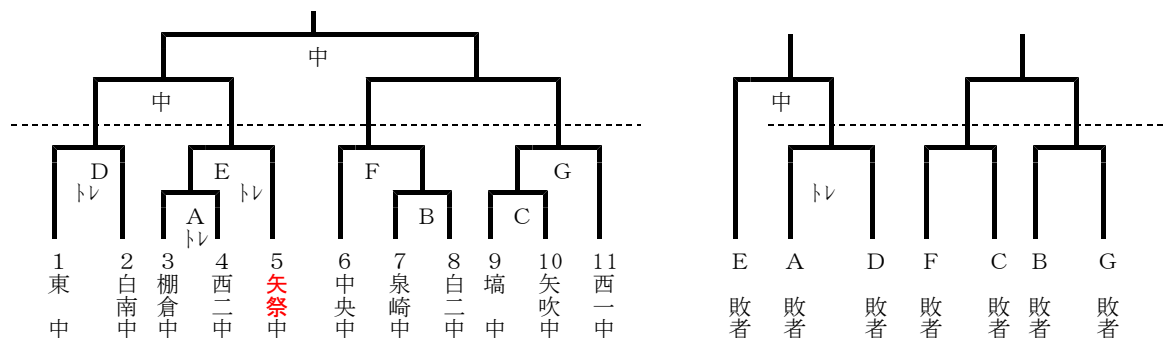 中
中
中
D
E
F
G
トレ
トレ
トレ
A
B
C
トレ
1
2
3
4
5
6
7
8
9
10
11
E
A
D
F
C
B
G
東 中
白南中
棚倉中
西二中
矢祭中
中央中
泉崎中
白二中
塙 中
矢吹中
西一中
敗者
敗者
敗者
敗者
敗者
敗者
敗者